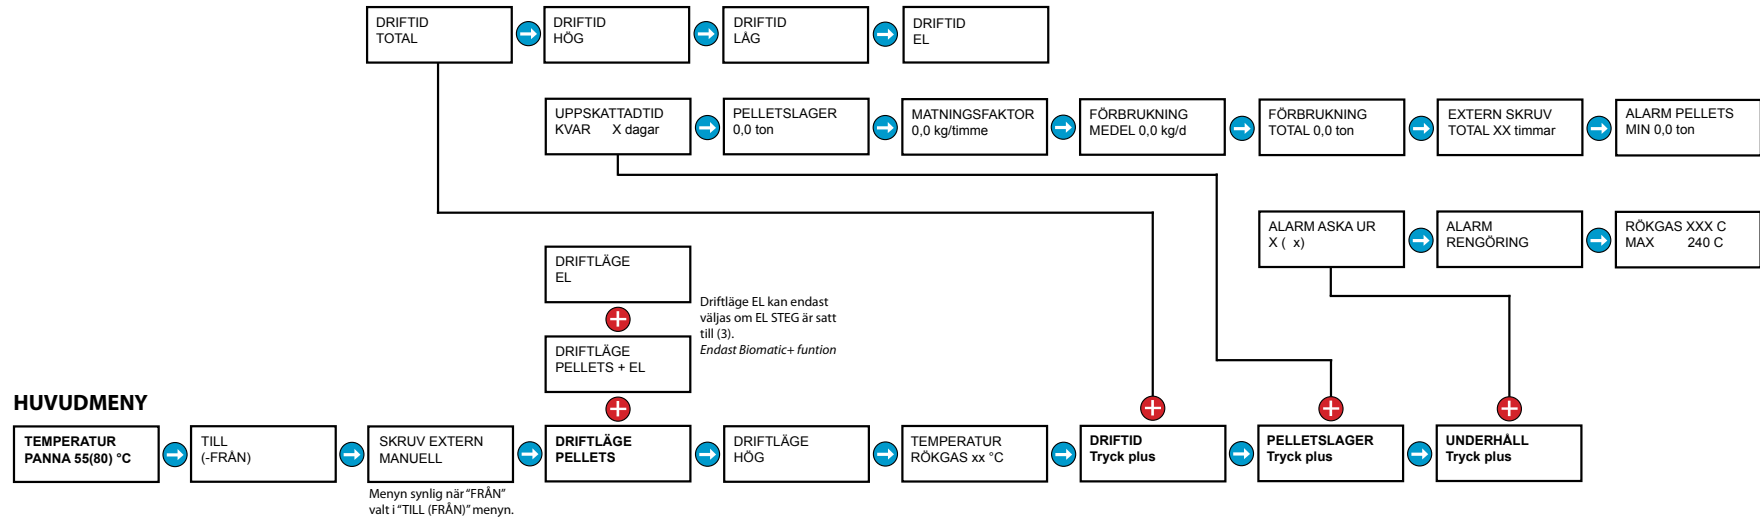 DRIFTID
TOTAL
DRIFTID
HÖG
DRIFTID
LÅG
DRIFTID
EL
UPPSKATTADTID
KVAR X dagar
PELLETSLAGER
0,0 ton
MATNINGSFAKTOR
0,0 kg/timme
FÖRBRUKNING
MEDEL 0,0 kg/d
FÖRBRUKNING
TOTAL 0,0 ton
EXTERN SKRUV
TOTAL XX timmar
ALARM PELLETS
MIN 0,0 ton
ALARM ASKA UR
X ( x)
ALARM
RENGÖRING
RÖKGAS XXX C
MAX 240 C
DRIFTLÄGE
EL
Driftläge EL kan endast
väljas om EL STEG är satt
till (3).
Endast Biomatic+ funtion
DRIFTLÄGE
PELLETS + EL
HUVUDMENY
TEMPERATUR
PANNA 55(80) °C
TILL
(-FRÅN)
SKRUV EXTERN
MANUELL
DRIFTLÄGE
PELLETS
DRIFTLÄGE
HÖG
TEMPERATUR
RÖKGAS xx °C
DRIFTID
Tryck plus
PELLETSLAGER
Tryck plus
UNDERHÅLL
Tryck plus
Menyn synlig när "FRÅN"
valt i "TILL (FRÅN)" menyn.